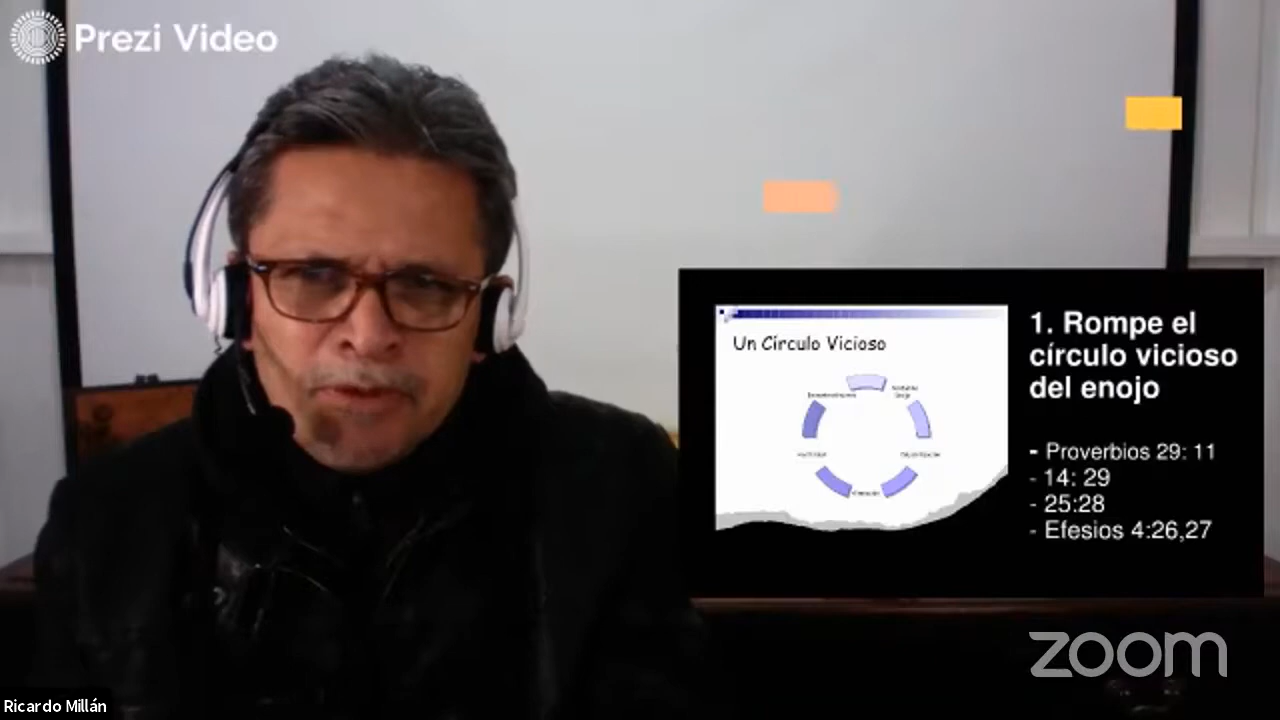 Prezi Video
Un Círculo Vicioso
1. Rompe el
círculo vicioso
del enojo
- Proverbios 29: 11
- 14: 29
- 25:28
- Efesios 4:26,27
zoom
Ricardo Millán